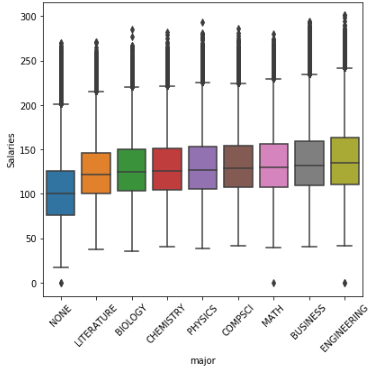 300
250
200
150
100
50
0
Salaries
NONE
LITERATURE
BIOLOGY
CHEMISTRY
PHYSICS
COMPSCI
MATH
BUSINESS
ENGINEERING
major